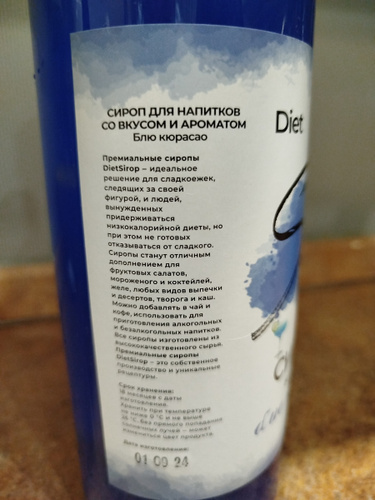 СИРОП ДЛЯ НАПИТКОВ
СО ВКУСОМ И АРОМАТОМ
Блю кюрасао
Премиальные сиропы
DietSirop – идеальное
решение для сладкоежек,
следящих за своей
фигурой, и людей,
вынужденных
придерживаться
низкокалорийной диеты, но
при этом не готовых
отказываться от сладкого.
Сиропы станут отличным
дополнением для
фруктовых салатов,
мороженого и коктейлей,
желе, любых видов выпечки
и десертов, творога и каш.
Можно добавлять в чай и
кофе, использовать для
приготовления алкогольных
и безалкогольных напитков.
Все сиропы изготовлены из
высококачественного сырья.
Премиальные сиропы
DietSirop – это собственное
производство и уникальные
рецептуры.
Срок хранения:
18 месяцев с даты
изготовления.
Хранить при температуре
не ниже 0 °С и не выше
Без прямого попадания
солнечных лучей – может
поменяться цвет продукта.
Дата изготовления:
01 09 24
Diet